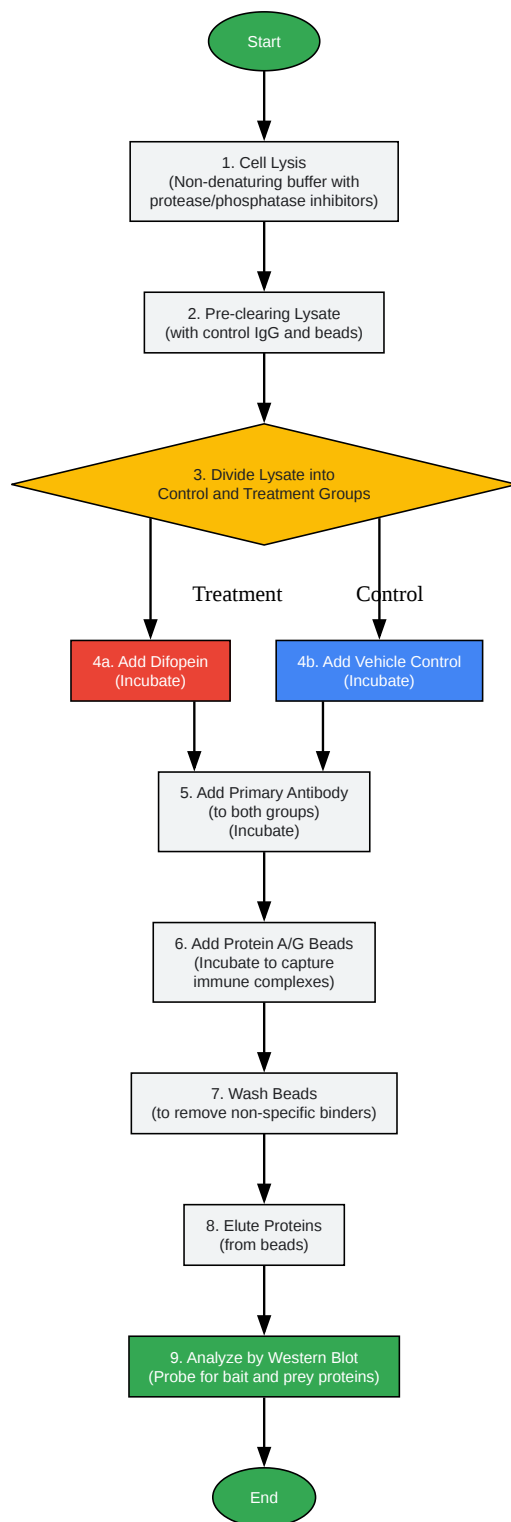 Start
1. Cell Lysis
(Non-denaturing buffer with
protease/phosphatase inhibitors)
2. Pre-clearing Lysate
(with control IgG and beads)
3. Divide Lysate into
Control and Treatment Groups
Treatment
Control
4a. Add Difopein
(Incubate)
4b. Add Vehicle Control
(Incubate)
5. Add Primary Antibody
(to both groups)
(Incubate)
6. Add Protein A/G Beads
(Incubate to capture
immune complexes)
7. Wash Beads
(to remove non-specific binders)
8. Elute Proteins
(from beads)
9. Analyze by Western Blot
(Probe for bait and prey proteins)
End